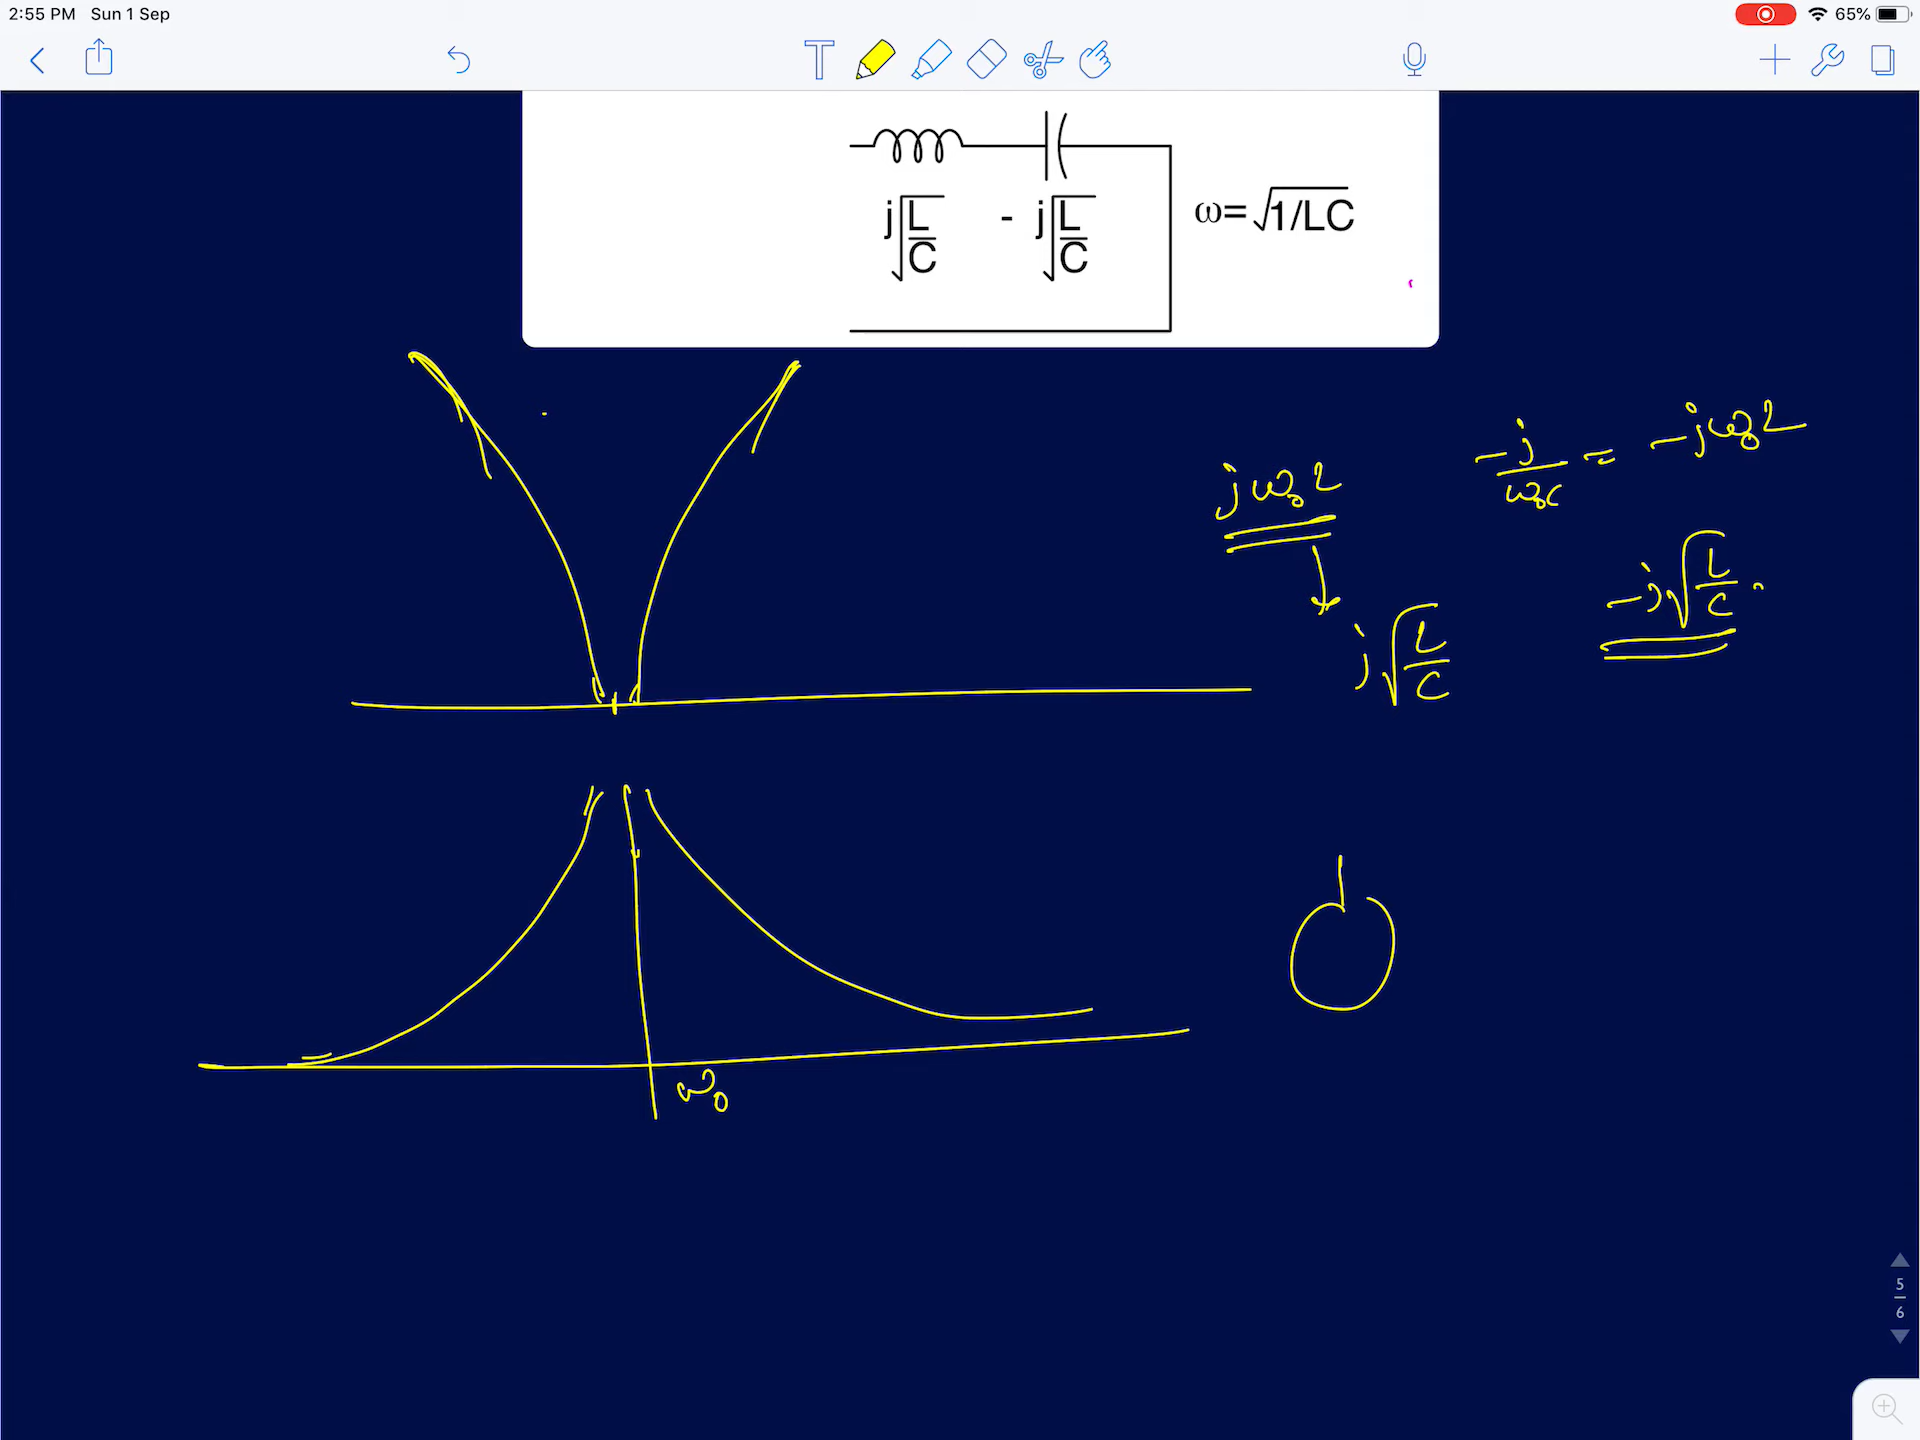 2:55 PM Sun 1 Sep
65%
T
j√L/C - j√L/C ω=√1/LC
jω₀L
-j/ω₀C = -jω₀L
j√L/C
-j√L/C
ω₀
5
6